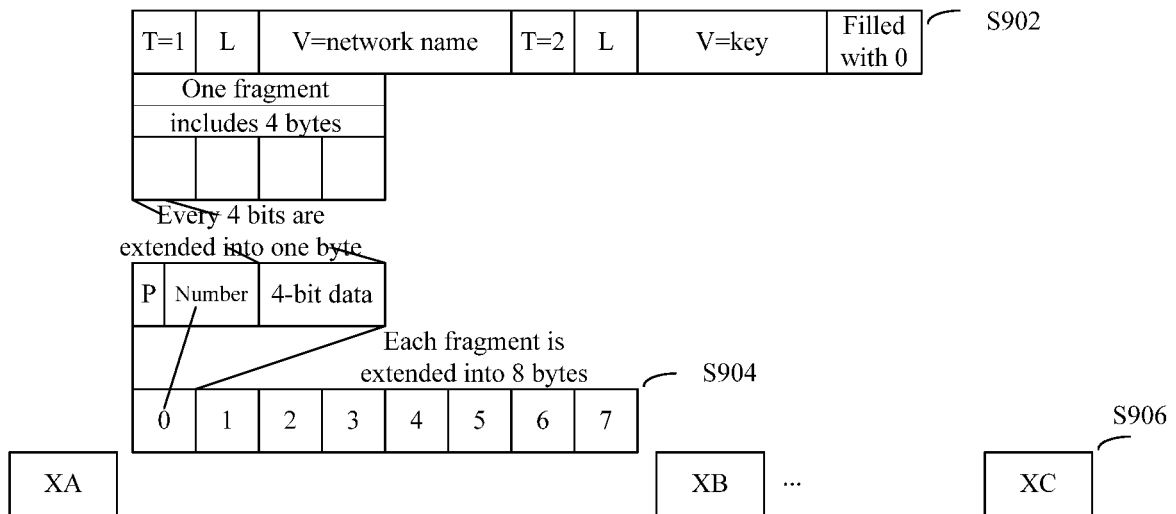 T=1 L V=network name T=2 L V=key Filled with 0 S902
One fragment
includes 4 bytes
Every 4 bits are
extended into one byte
P Number 4-bit data
Each fragment is
extended into 8 bytes
S904
0 1 2 3 4 5 6 7
S906
XA XB ... XC